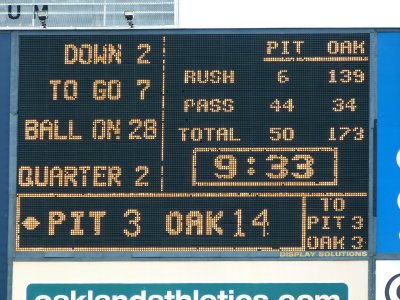 UM
DOWN 2
TO GO 7
BALL ON 28
QUARTER 2
PIT OAK
RUSH 6 139
PASS 44 34
TOTAL 50 173
9:33
PIT 3 OAK 14
TO
PIT 3
OAK 3
DISPLAY SOLUTIONS
oaklandathletics.com